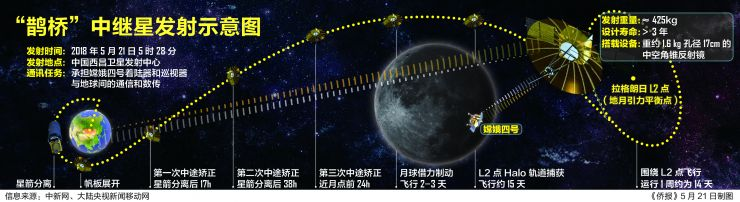 “鹊桥”中继星发射示意图
发射时间： 2018 年 5 月 21 日 5 时 28 分
发射地点： 中国西昌卫星发射中心
通讯任务： 承担嫦娥四号着陆器和巡视器
与地球间的通信和数传
发射重量：~ 425kg
设计寿命：> 3 年
搭载设备：重约 1.6 kg 孔径 17cm 的
中空角锥反射镜
拉格朗日 L2 点
（地月引力平衡点）
嫦娥四号
星箭分离
帆板展开
第一次中途矫正
星箭分离后 17h
第二次中途矫正
星箭分离后 38h
第三次中途矫正
近月点前 24h
月球借力制动
飞行 2−3 天
L2 点 Halo 轨道捕获
飞行约 15 天
围绕 L2 点飞行
运行 1 周约为 14 天
信息来源：中新网、大陆央视新闻移动网
《侨报》5 月 21 日制图